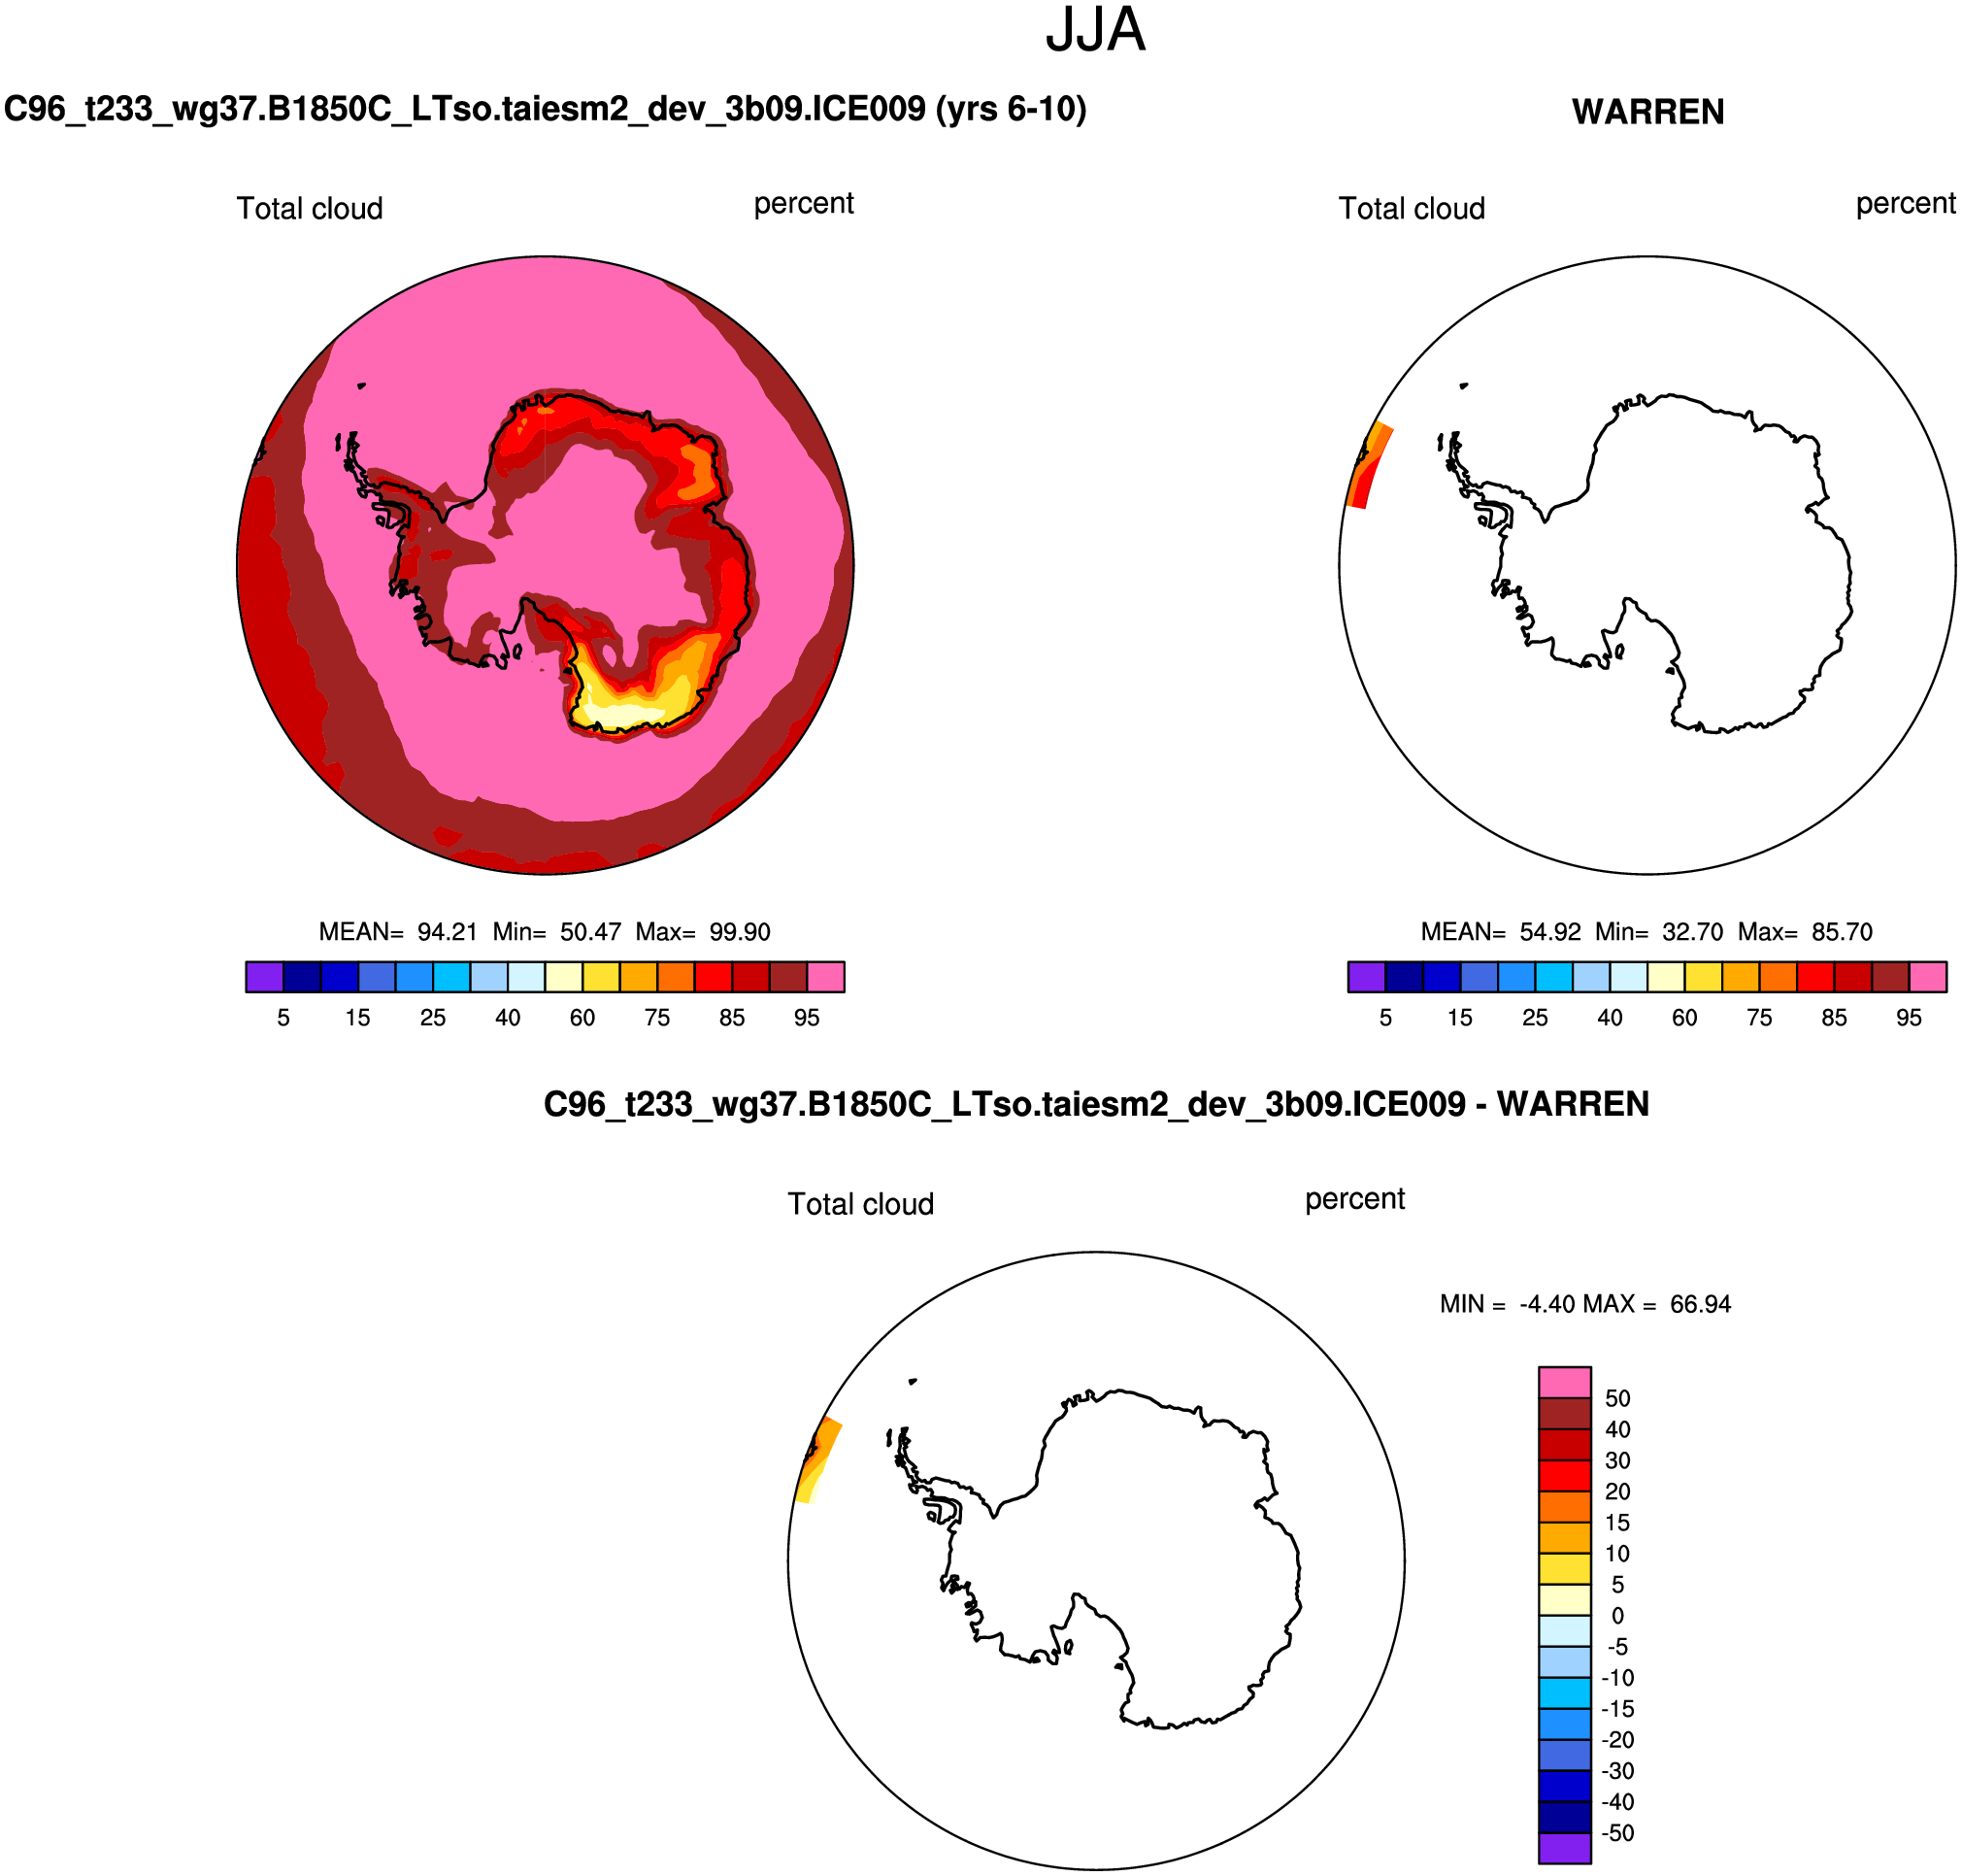 JJA
C96_t233_wg37.B1850C_LTso.taiesm2_dev_3b09.ICE009 (yrs 6-10)
WARREN
Total cloud percent
Total cloud percent
MEAN= 94.21 Min= 50.47 Max= 99.90
5 15 25 40 60 75 85 95
MEAN= 54.92 Min= 32.70 Max= 85.70
5 15 25 40 60 75 85 95
C96_t233_wg37.B1850C_LTso.taiesm2_dev_3b09.ICE009 - WARREN
Total cloud percent
MIN = -4.40 MAX = 66.94
50
40
30
20
15
10
5
0
-5
-10
-15
-20
-30
-40
-50